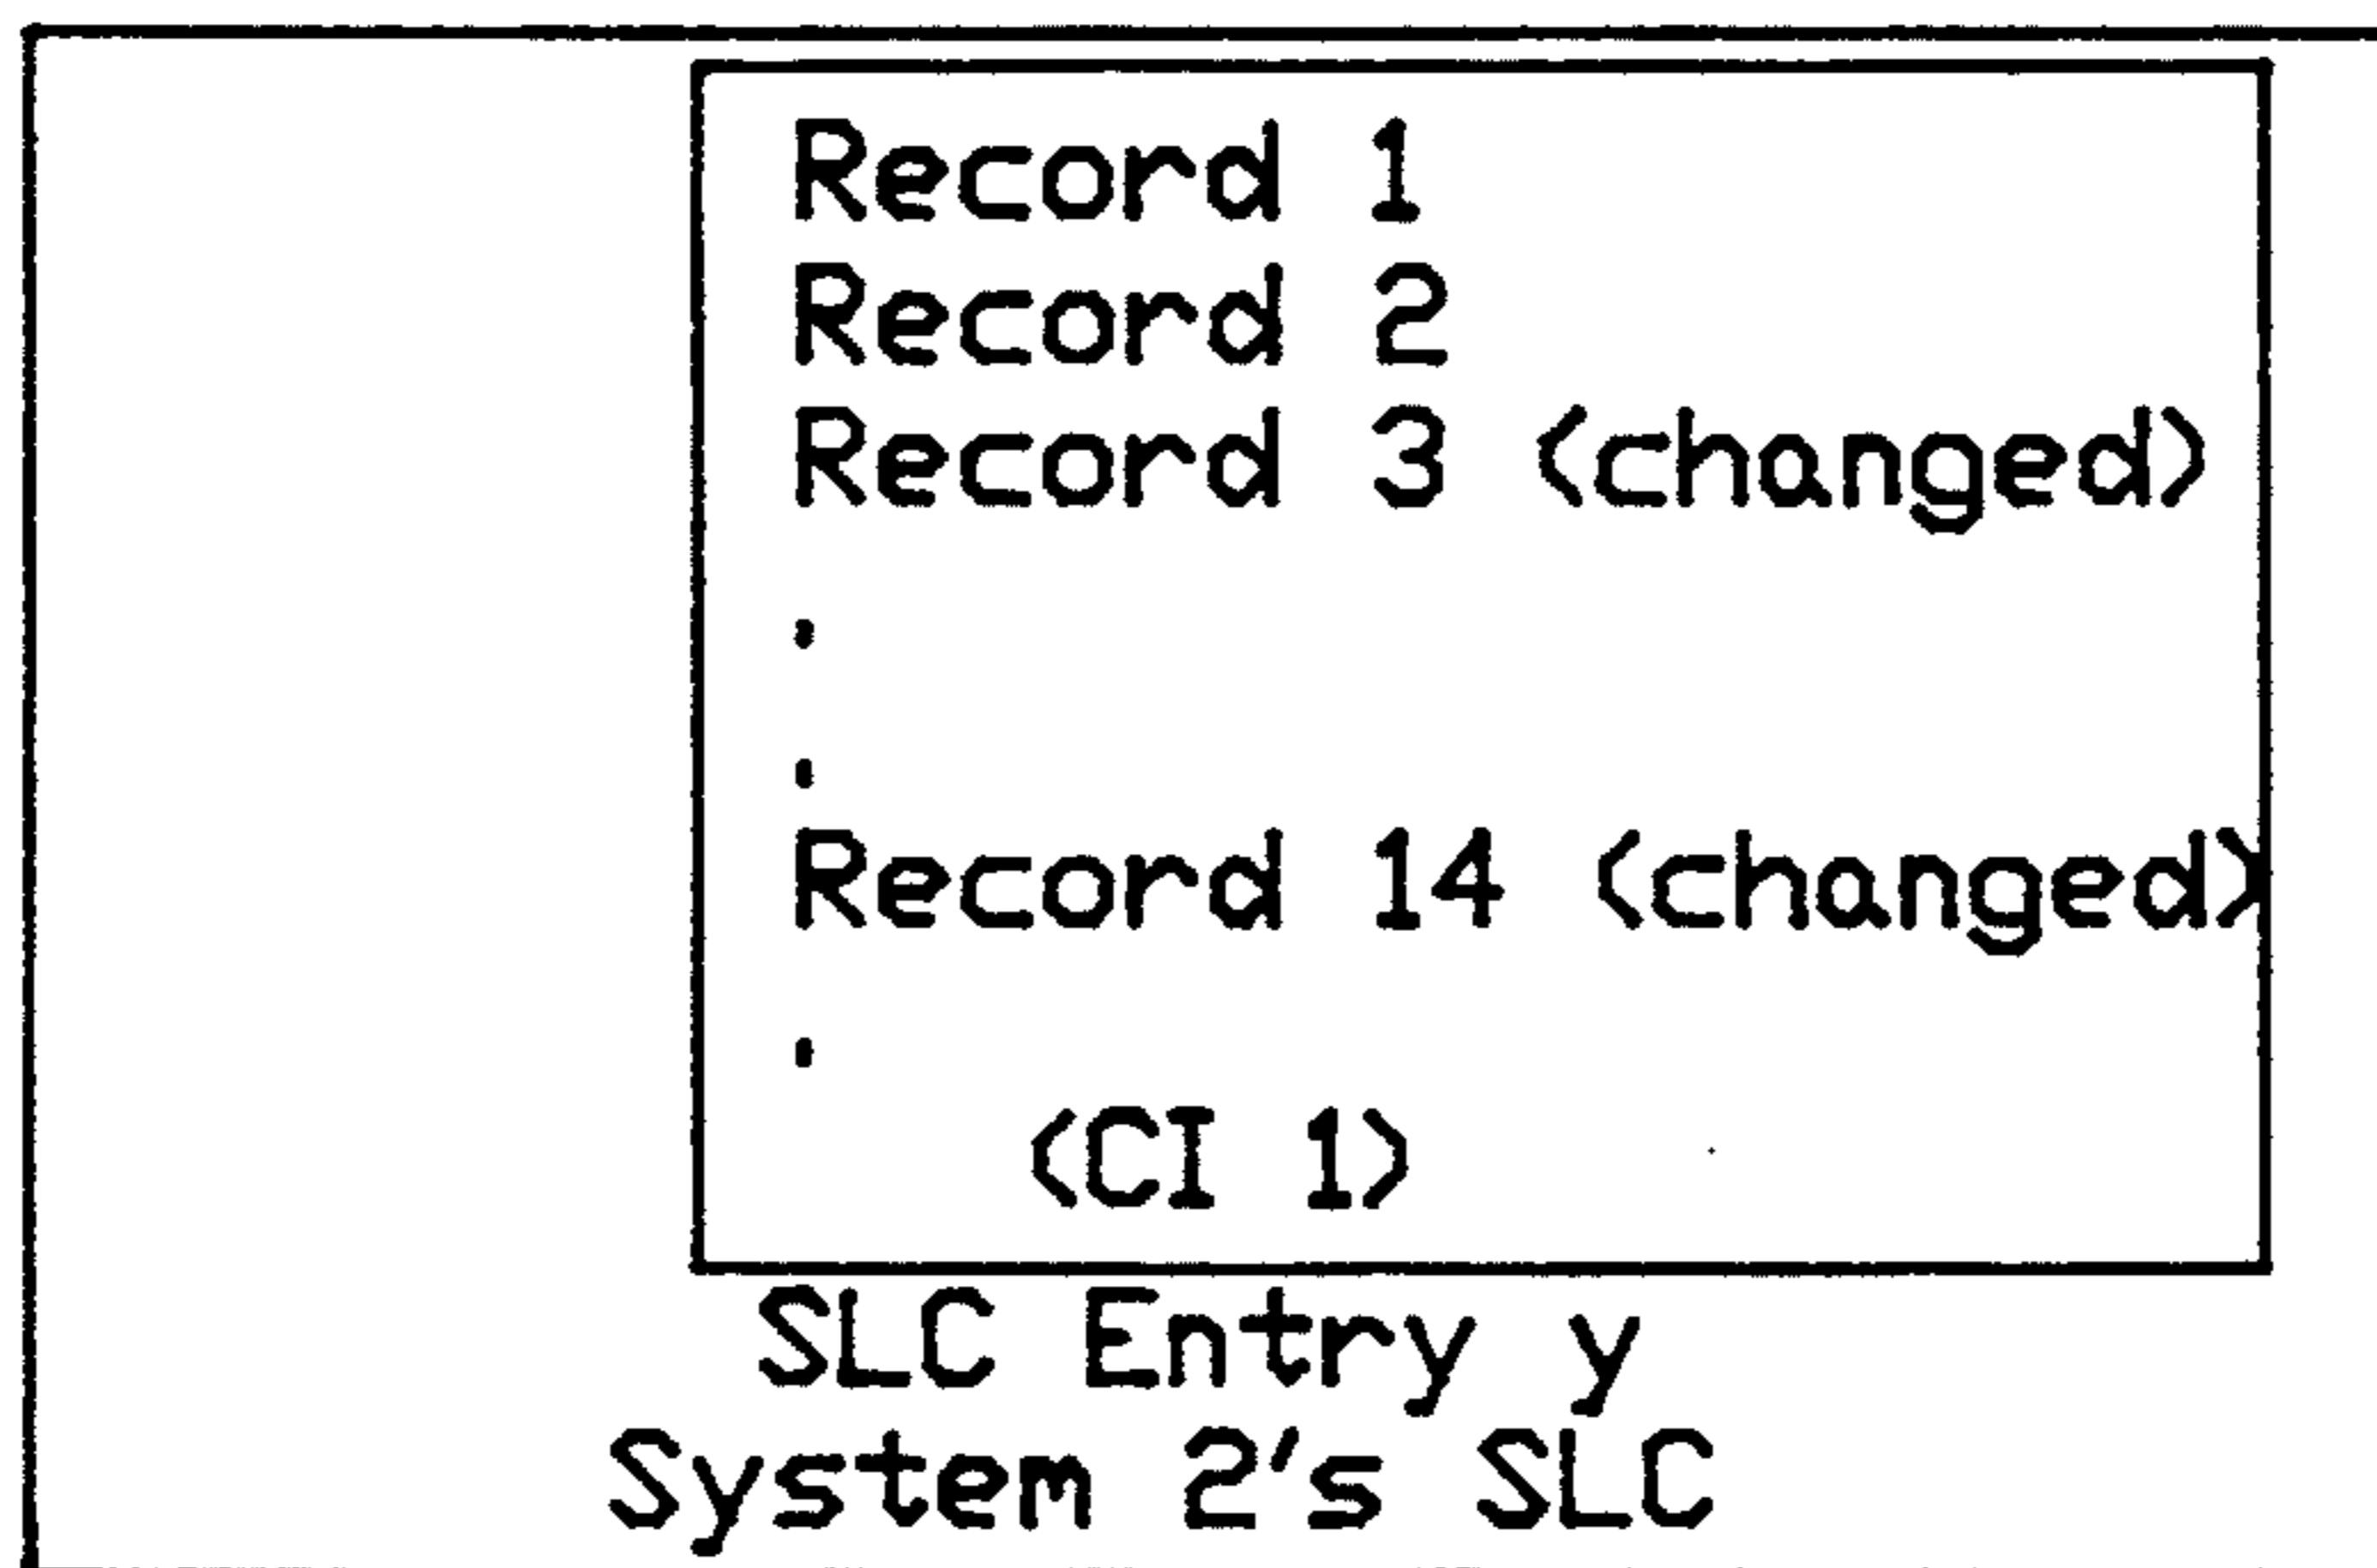 Record 1
Record 2
Record 3 (changed)
.
.
Record 14 (changed)
.
(CI 1)
SLC Entry y
System 2's SLC